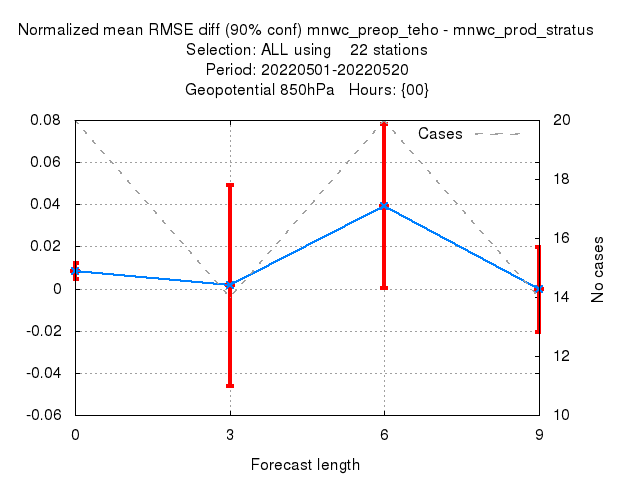 Normalized mean RMSE diff (90% conf) mnwc_preop_teho - mnwc_prod_stratus
Selection: ALL using 22 stations
Period: 20220501-20220520
Geopotential 850hPa Hours: {00}
Cases
0.08
0.06
0.04
0.02
0
-0.02
-0.04
-0.06
20
18
16
14
12
10
No cases
0 3 6 9
Forecast length